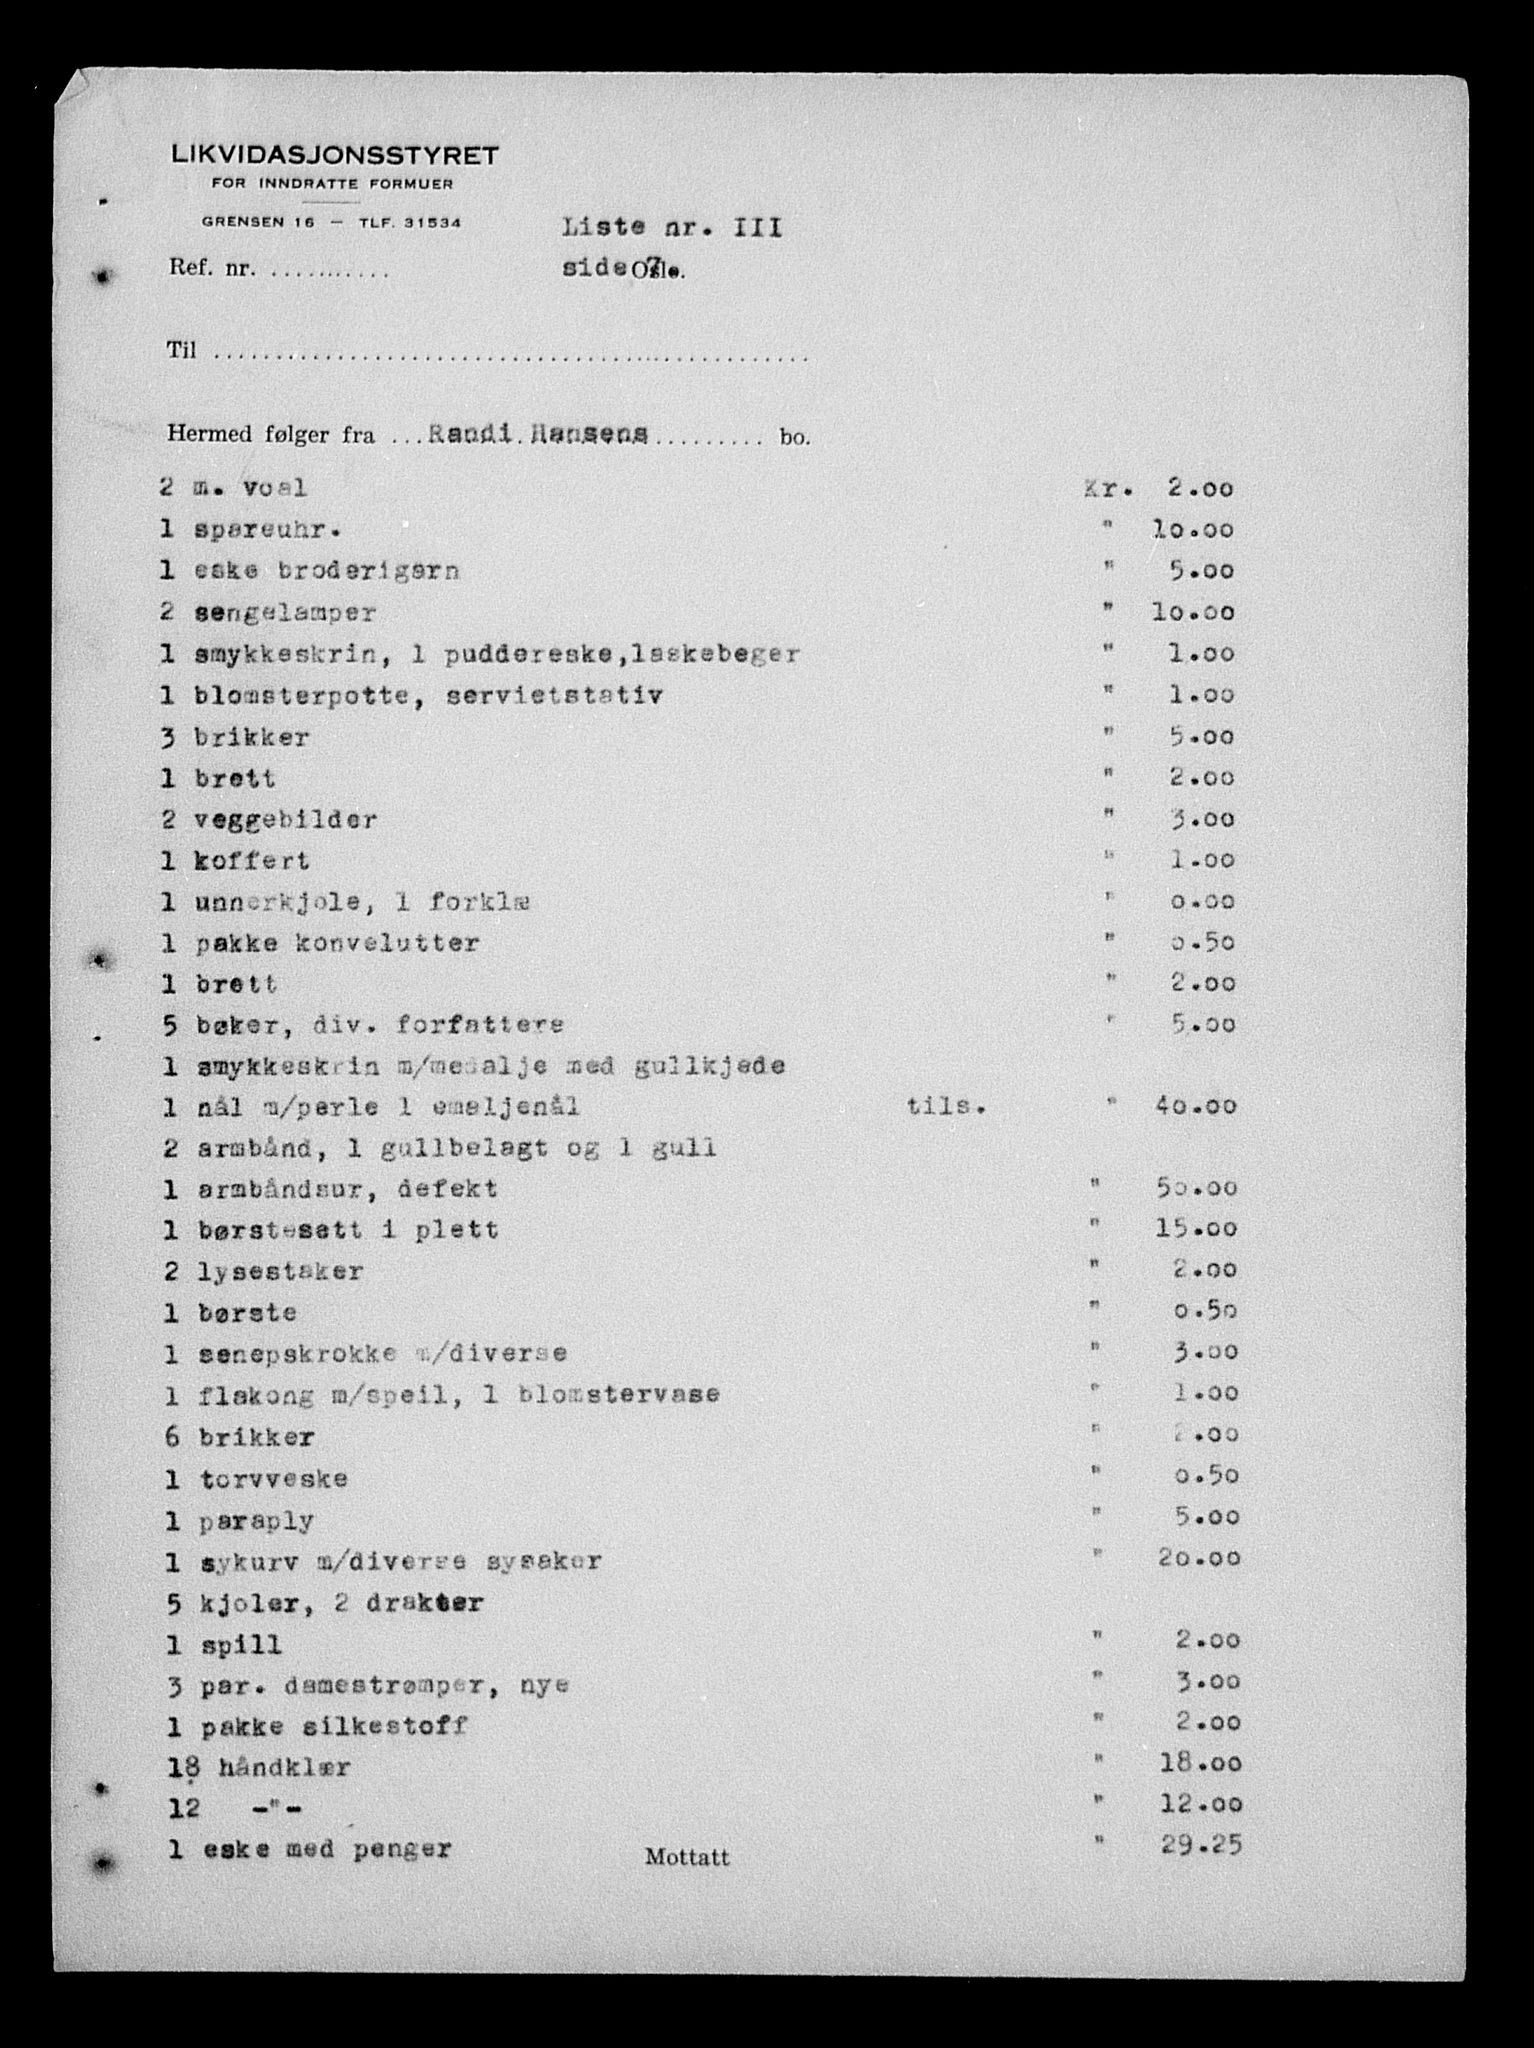 LIKVIDASJONSSTYRET
FOR INNDRATTE FORMUER
GRENSEN 16 — TLF. 31534
Liste nr. III
Ref. nr. ...........
side 7. Oslo.
Til ................................................
Hermed følger fra ...Randi Hansens......... bo.
2 m. voal Kr. 2.00
1 spareuhr. " 10.00
1 eske broderigarn " 5.00
2 sengelamper " 10.00
1 smykkeskrin, 1 puddereske,laskebeger " 1.00
1 blomsterpotte, servietstativ " 1.00
3 brikker " 5.00
1 brett " 2.00
2 veggebilder " 3.00
1 koffert " 1.00
1 unnerkjole, 1 forklæ " 0.00
1 pakke konvelutter " 0.50
1 brett " 2.00
5 bøker, div. forfattere " 5.00
1 smykkeskrin m/medalje med gullkjede
1 nål m/perle 1 emaljenål tils. " 40.00
2 armbånd, 1 gullbelagt og 1 gull
1 armbåndsur, defekt " 50.00
1 børstesett i plett " 15.00
2 lysestaker " 2.00
1 børste " 0.50
1 senepskrokke m/diverse " 3.00
1 flakong m/speil, 1 blomstervase " 1.00
6 brikker " 2.00
1 torvveske " 0.50
1 paraply " 5.00
1 sykurv m/diverse sysaker " 20.00
5 kjoler, 2 drakter
1 spill " 2.00
3 par. damestrømper, nye " 3.00
1 pakke silkestoff " 2.00
18 håndklær " 18.00
12 -"- " 12.00
1 eske med penger " 29.25
Mottatt